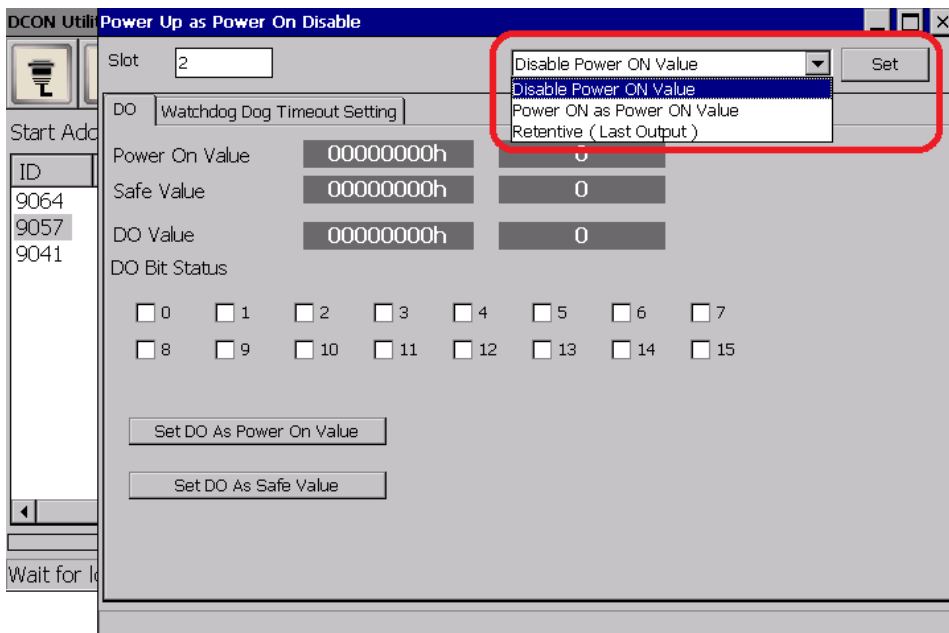 DCON Utili
Power Up as Power On Disable
Slot
2
Disable Power ON Value
Set
Disable Power ON Value
Power ON as Power ON Value
Retentive ( Last Output )
DO
Watchdog Dog Timeout Setting
Start Add
ID
9064
9057
9041
Power On Value
00000000h
0
Safe Value
00000000h
0
DO Value
00000000h
0
DO Bit Status
0 1 2 3 4 5 6 7
8 9 10 11 12 13 14 15
Set DO As Power On Value
Set DO As Safe Value
Wait for lo